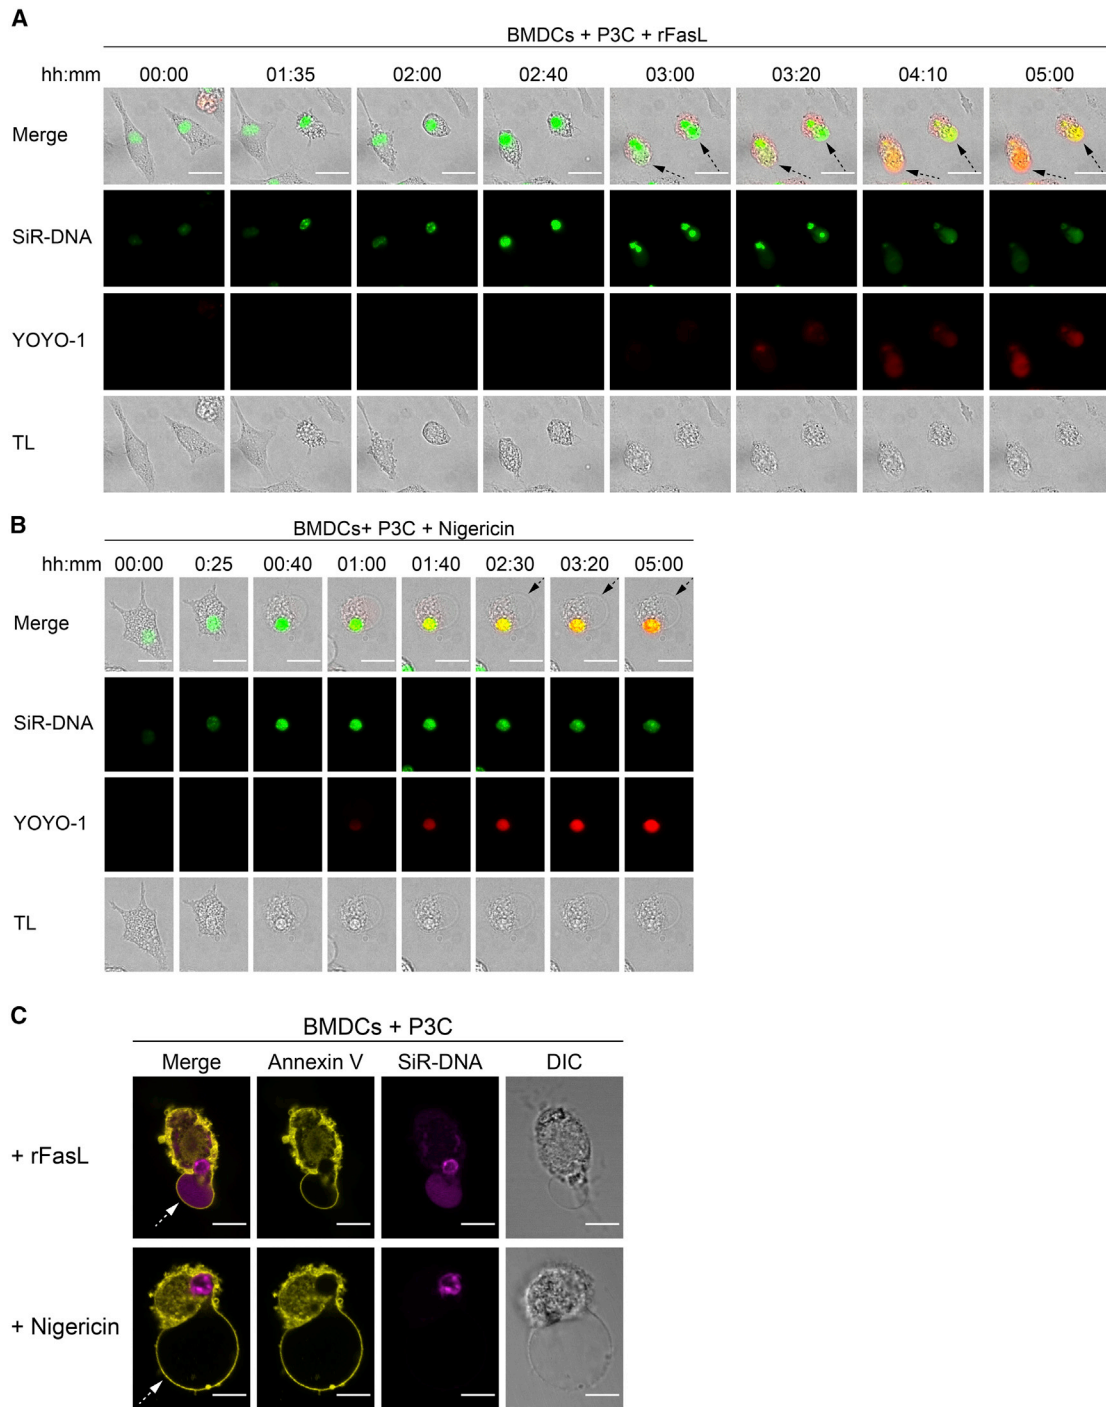 A
BMDCs + P3C + rFasL
hh:mm 00:00 01:35 02:00 02:40 03:00 03:20 04:10 05:00
Merge
SiR-DNA
YOYO-1
TL
B
BMDCs+ P3C + Nigericin
hh:mm 00:00 0:25 00:40 01:00 01:40 02:30 03:20 05:00
Merge
SiR-DNA
YOYO-1
TL
C
BMDCs + P3C
Merge Annexin V SiR-DNA DIC
+ rFasL
+ Nigericin